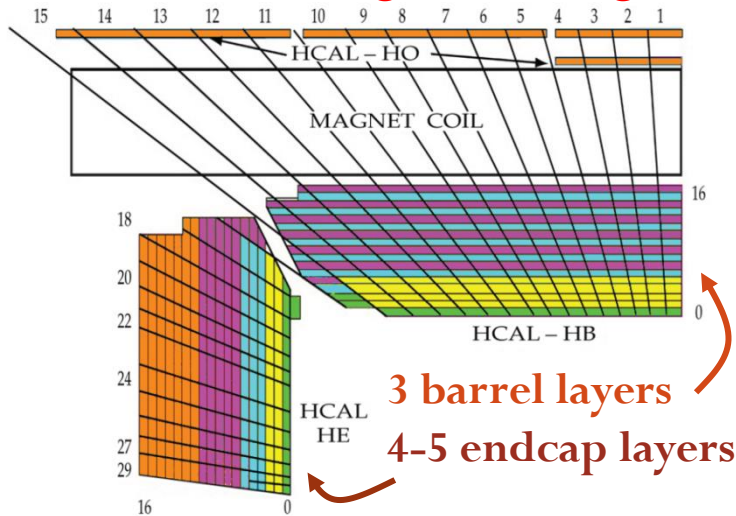 15 14 13 12 11 10 9 8 7 6 5 4 3 2 1
HCAL – HO
MAGNET COIL
16
18
20
22
24
27
29
0
HCAL – HB
3 barrel layers
HCAL
HE
4-5 endcap layers
16
0